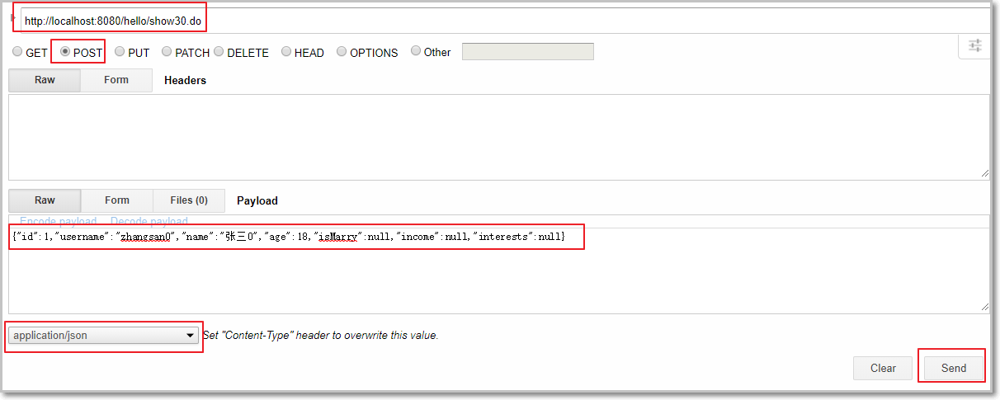 http://localhost:8080/hello/show30.do
GET POST PUT PATCH DELETE HEAD OPTIONS Other
Raw Form Headers
Raw Form Files (0) Payload
Encode payload Decode payload
{"id":1,"username":"zhangsan0","name":"张三0","age":18,"isMarry":null,"income":null,"interests":null}
application/json Set "Content-Type" header to overwrite this value.
Clear Send